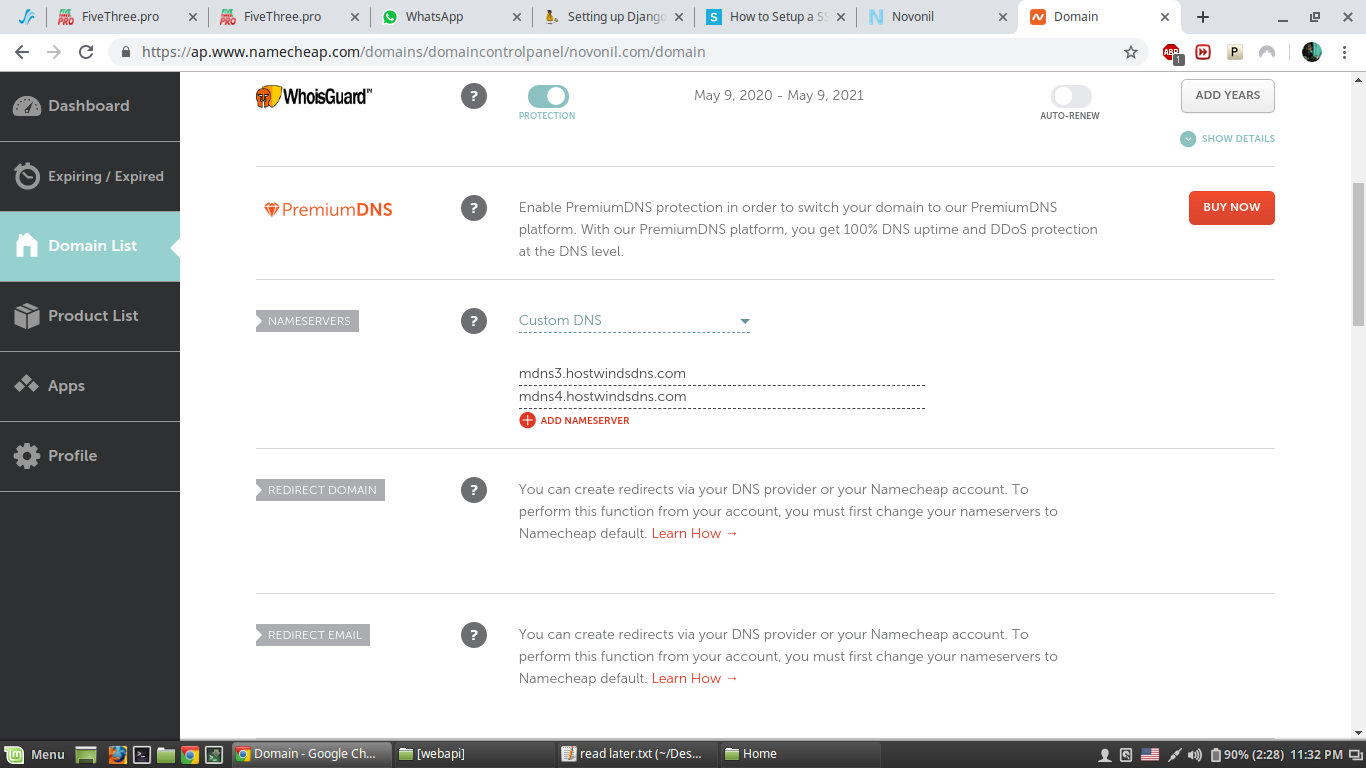 FiveThree.pro
FiveThree.pro
WhatsApp
Setting up Django
How to Setup a
Novonil
Domain
https://ap.www.namecheap.com/domains/domaincontrolpanel/novonil.com/domain
ABP
1
P
Dashboard
Expiring / Expired
Domain List
Product List
Apps
Profile
WhoisGuard
?
PROTECTION
May 9, 2020 - May 9, 2021
AUTO-RENEW
ADD YEARS
SHOW DETAILS
PremiumDNS
?
Enable PremiumDNS protection in order to switch your domain to our PremiumDNS
platform. With our PremiumDNS platform, you get 100% DNS uptime and DDoS protection
at the DNS level.
BUY NOW
NAMESERVERS
?
Custom DNS
mdns3.hostwindsdns.com
mdns4.hostwindsdns.com
ADD NAMESERVER
REDIRECT DOMAIN
?
You can create redirects via your DNS provider or your Namecheap account. To
perform this function from your account, you must first change your nameservers to
Namecheap default. Learn How →
REDIRECT EMAIL
?
You can create redirects via your DNS provider or your Namecheap account. To
perform this function from your account, you must first change your nameservers to
Namecheap default. Learn How →
Menu
Domain - Google Ch...
[webapi]
read later.txt (~/Des...
Home
90% (2:28)
11:32 PM